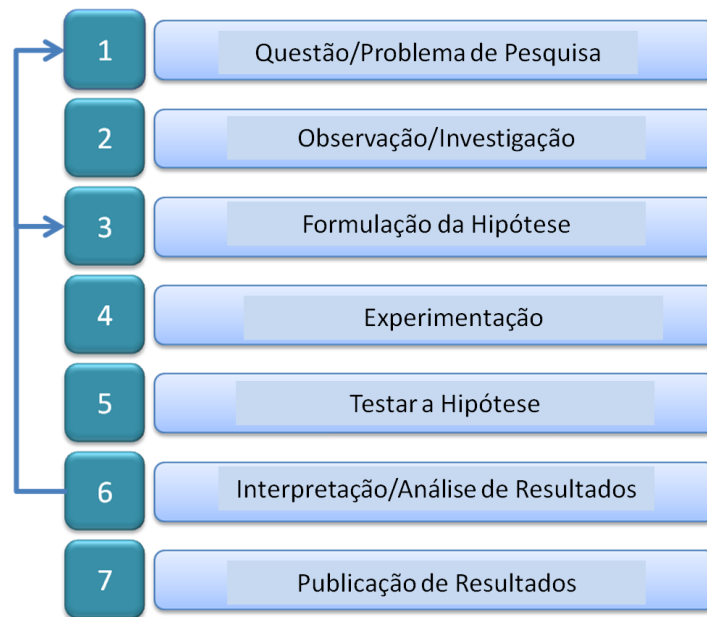 1 Questão/Problema de Pesquisa
2 Observação/Investigação
3 Formulação da Hipótese
4 Experimentação
5 Testar a Hipótese
6 Interpretação/Análise de Resultados
7 Publicação de Resultados